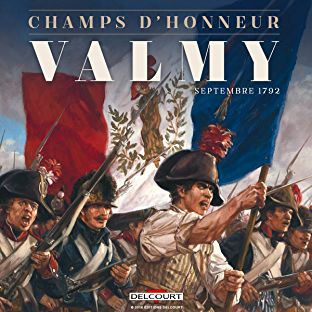 CHAMPS D'HONNEUR
VALMY
SEPTEMBRE 1792
DELCOURT
© 2016 ÉDITIONS DELCOURT